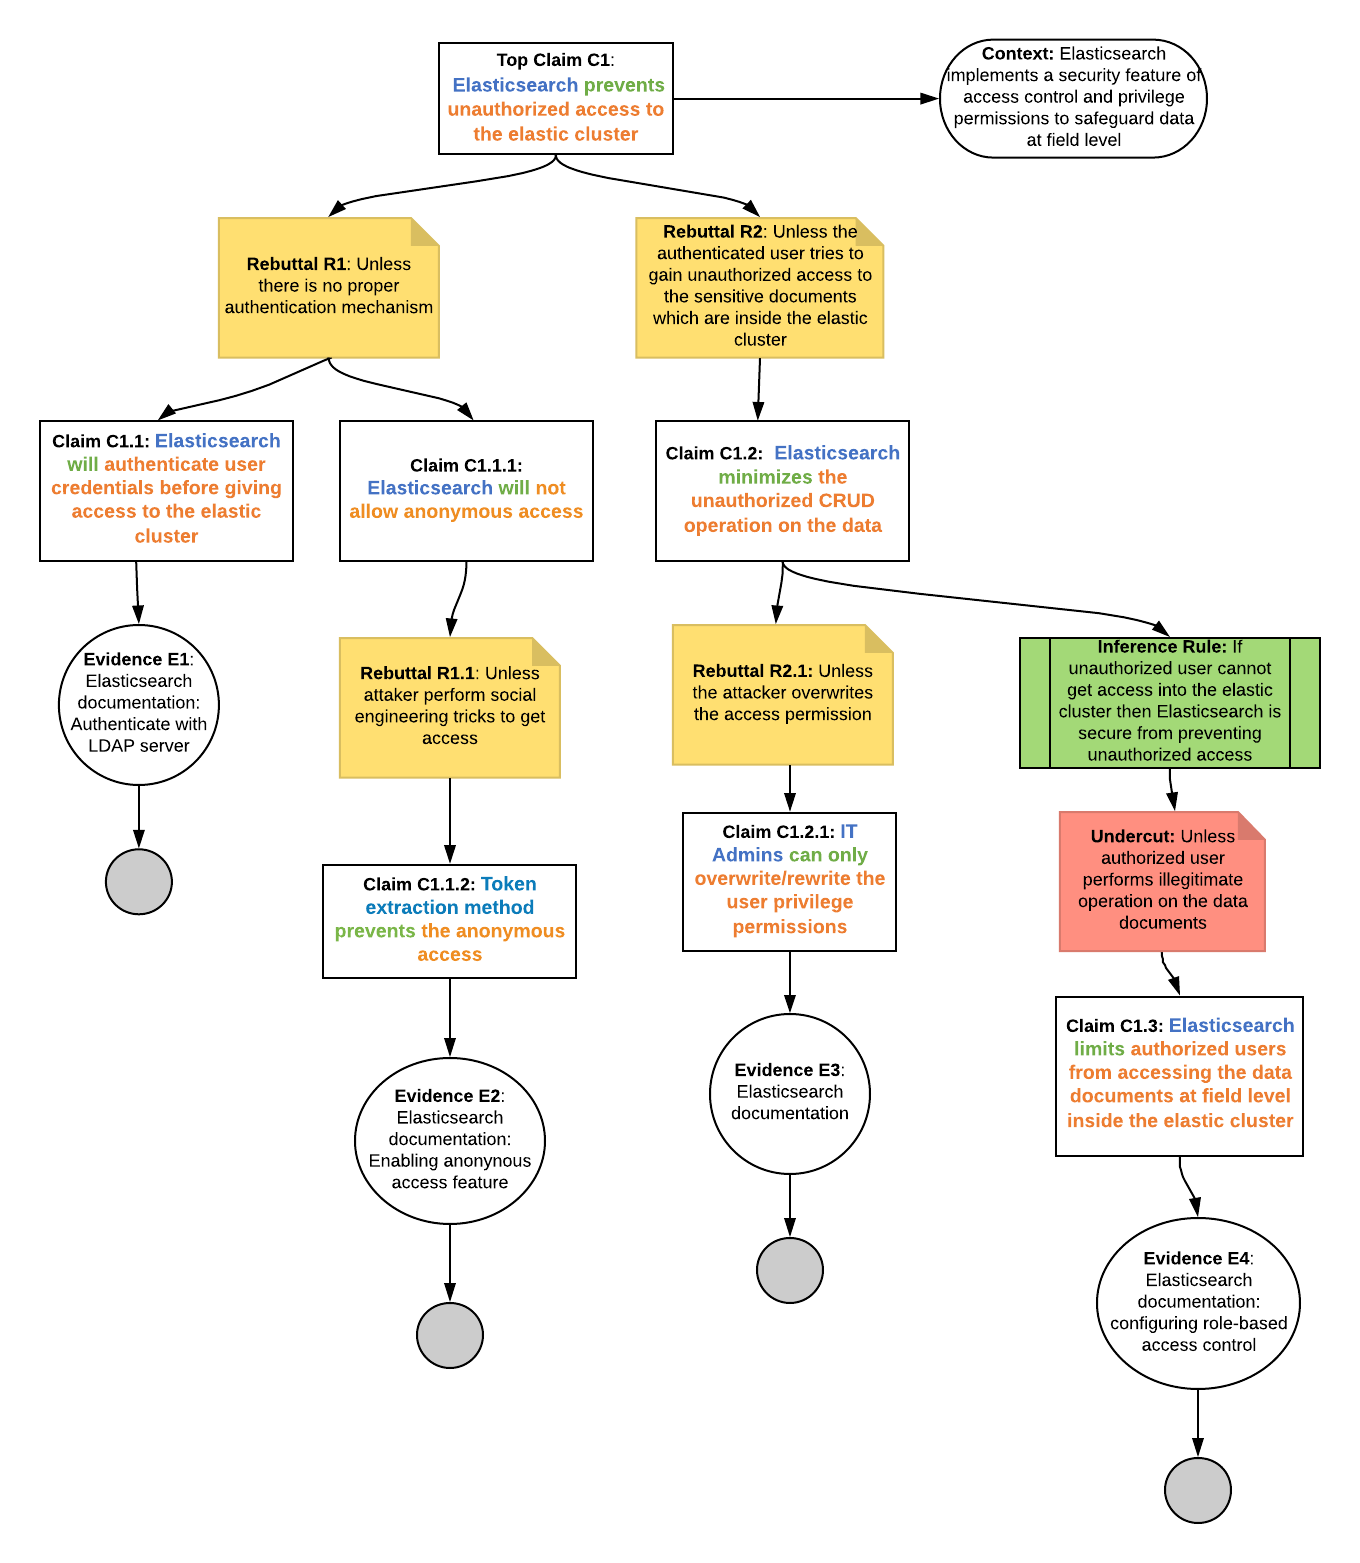 Top Claim C1:
Elasticsearch prevents
unauthorized access to
the elastic cluster
Context: Elasticsearch
implements a security feature of
access control and privilege
permissions to safeguard data
at field level
Rebuttal R1: Unless
there is no proper
authentication mechanism
Rebuttal R2: Unless the
authenticated user tries to
gain unauthorized access to
the sensitive documents
which are inside the elastic
cluster
Claim C1.1: Elasticsearch
will authenticate user
credentials before giving
access to the elastic
cluster
Claim C1.1.1:
Elasticsearch will not
allow anonymous access
Claim C1.2: Elasticsearch
minimizes the
unauthorized CRUD
operation on the data
Evidence E1:
Elasticsearch
documentation:
Authenticate with
LDAP server
Rebuttal R1.1: Unless
attaker perform social
engineering tricks to get
access
Rebuttal R2.1: Unless
the attacker overwrites
the access permission
Inference Rule: If
unauthorized user cannot
get access into the elastic
cluster then Elasticsearch is
secure from preventing
unauthorized access
Claim C1.1.2: Token
extraction method
prevents the anonymous
access
Claim C1.2.1: IT
Admins can only
overwrite/rewrite the
user privilege
permissions
Undercut: Unless
authorized user
performs illegitimate
operation on the data
documents
Evidence E2:
Elasticsearch
documentation:
Enabling anonynous
access feature
Evidence E3:
Elasticsearch
documentation
Claim C1.3: Elasticsearch
limits authorized users
from accessing the data
documents at field level
inside the elastic cluster
Evidence E4:
Elasticsearch
documentation:
configuring role-based
access control